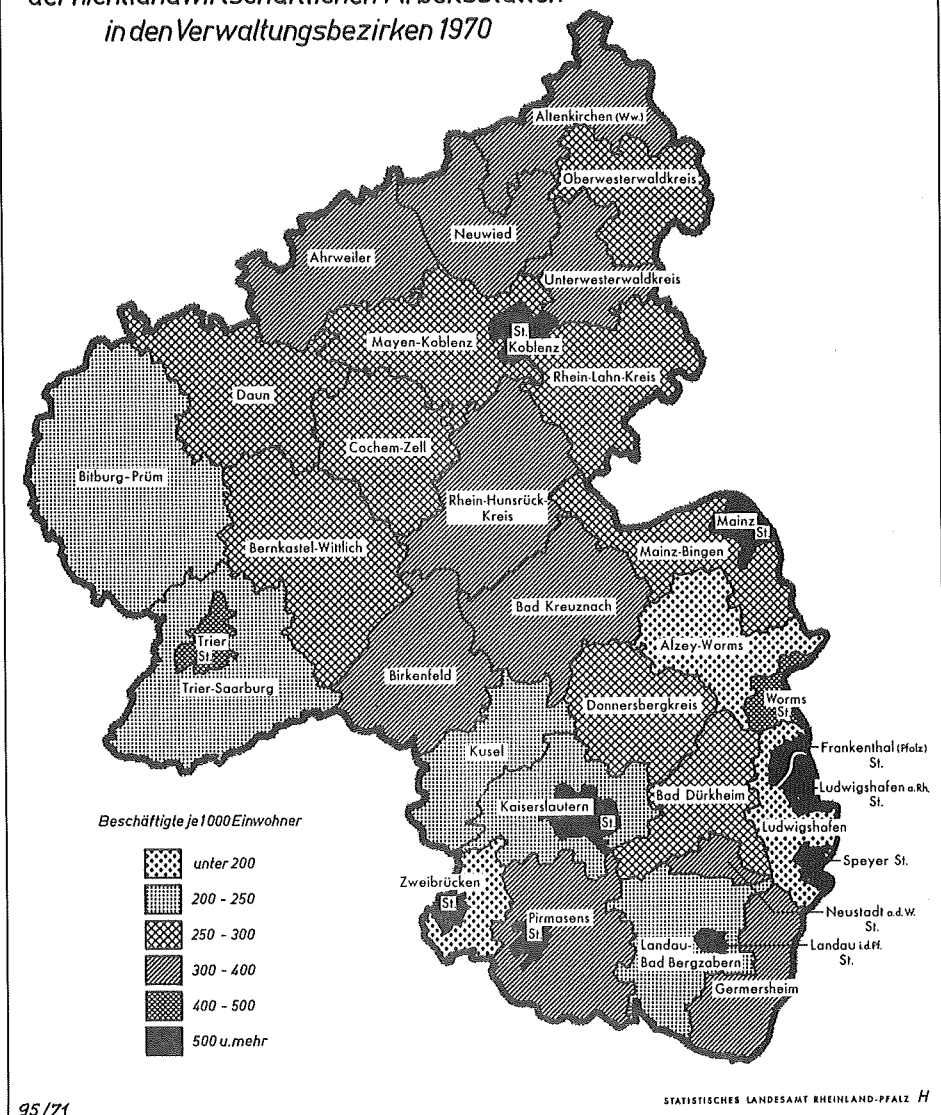 der nichtlandwirtschaftlichen Arbeitsstätten
in den Verwaltungsbezirken 1970
Altenkirchen (Ww.)
Oberwesterwaldkreis
Neuwied
Ahrweiler
Unterwesterwaldkreis
St.
Koblenz
Mayen-Koblenz
Rhein-Lahn-Kreis
Daun
Cochem-Zell
Bitburg-Prüm
Rhein-Hunsrück-
Kreis
Mainz
St.
Bernkastel-Wittlich
Mainz-Bingen
Bad Kreuznach
Trier
St.
Alzey-Worms
Birkenfeld
Trier-Saarburg
Donnersbergkreis
Worms
St.
Kusel
Frankenthal (Pfalz)
St.
Ludwigshafen a.Rh.
St.
Bad Dürkheim
Kaiserslautern
St.
Ludwigshafen
Speyer St.
Zweibrücken
St.
Pirmasens
St.
Neustadt a.d.W.
St.
Landau i.d.Pf.
St.
Landau-
Bad Bergzabern
Germersheim
Beschäftigte je 1000 Einwohner
unter 200
200 - 250
250 - 300
300 - 400
400 - 500
500 u. mehr
95/71
STATISTISCHES LANDESAMT RHEINLAND-PFALZ H